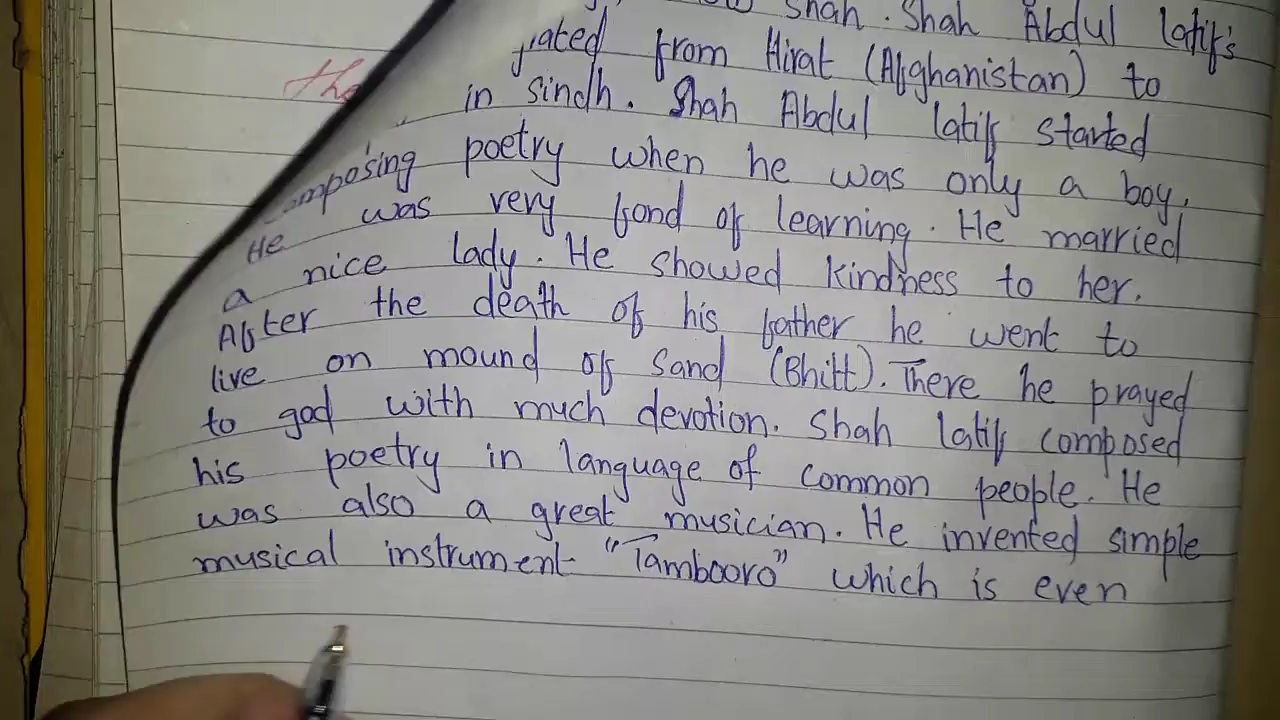 Shah. Shah Abdul latif's
from Hirat (Afghanistan) to
in sindh. Shah Abdul latif started
poetry when he was only a boy.
He was very fond of learning. He married
a nice lady. He showed kindness to her.
After the death of his father he went to
live on mound of Sand (Bhitt). There he prayed
to god with much devotion. Shah latif composed
his poetry in language of common people. He
was also a great musician. He invented simple
musical instrument "Tambooro" which is even